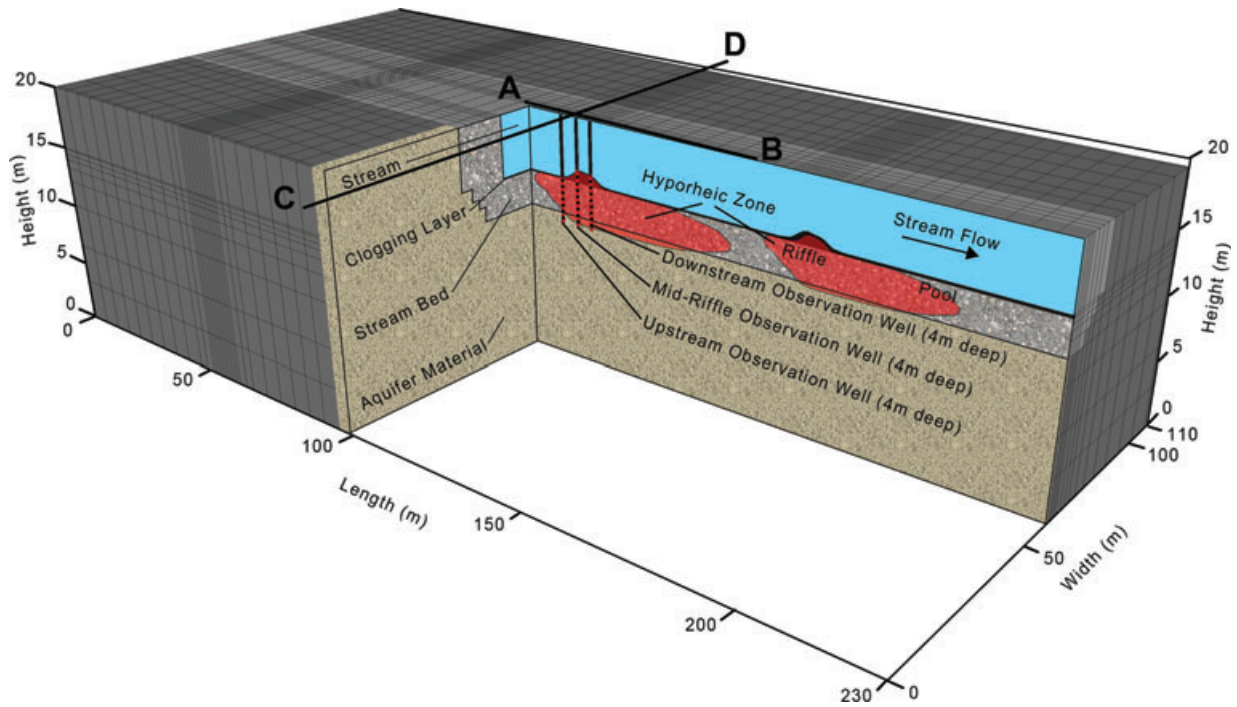 D
A
B
C
20
15
10
5
0
Height (m)
0
50
100
150
200
230
Length (m)
0
50
100
110
Width (m)
20
15
10
5
0
Height (m)
Stream
Clogging Layer
Stream Bed
Aquifer Material
Hyporheic Zone
Stream Flow
Riffle
Pool
Downstream Observation Well (4m deep)
Mid-Riffle Observation Well (4m deep)
Upstream Observation Well (4m deep)